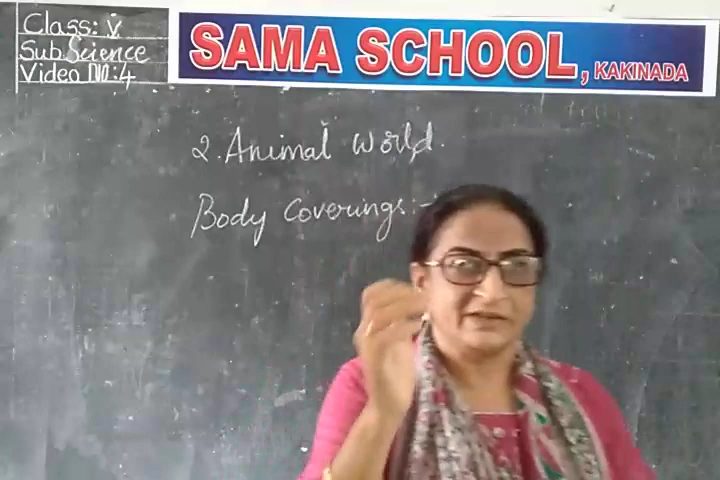 Class: V
Sub Science
Video No: 4
SAMA SCHOOL, KAKINADA
2. Animal World.
Body Coverings:-